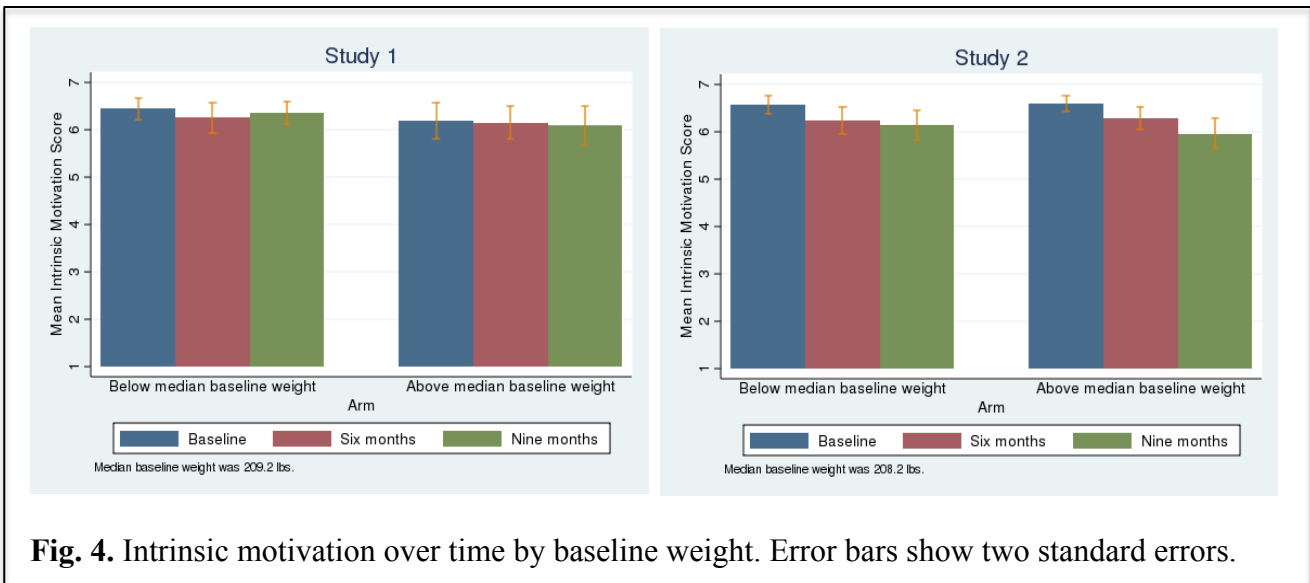 Study 1
7
6
5
4
3
2
1
Mean Intrinsic Motivation Score
Below median baseline weight
Above median baseline weight
Arm
Baseline
Six months
Nine months
Median baseline weight was 209.2 lbs.
Study 2
7
6
5
4
3
2
1
Mean Intrinsic Motivation Score
Below median baseline weight
Above median baseline weight
Arm
Baseline
Six months
Nine months
Median baseline weight was 208.2 lbs.
Fig. 4. Intrinsic motivation over time by baseline weight. Error bars show two standard errors.